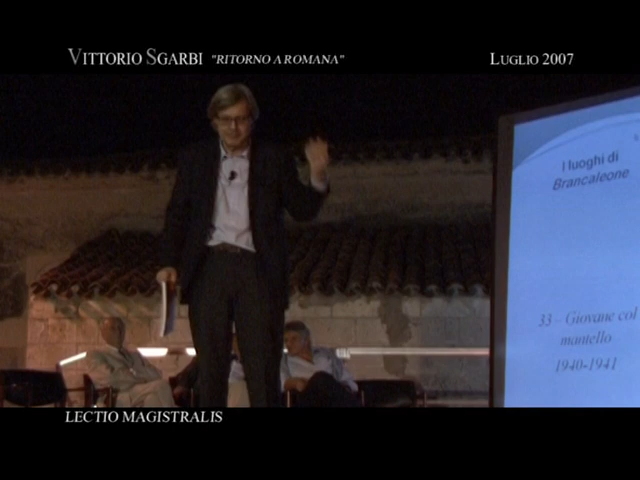 VITTORIO SGARBI "RITORNO A ROMANA"
LUGLIO 2007
I luoghi di
Brancaleone
33 – Giovane col
mantello
1940-1941
LECTIO MAGISTRALIS